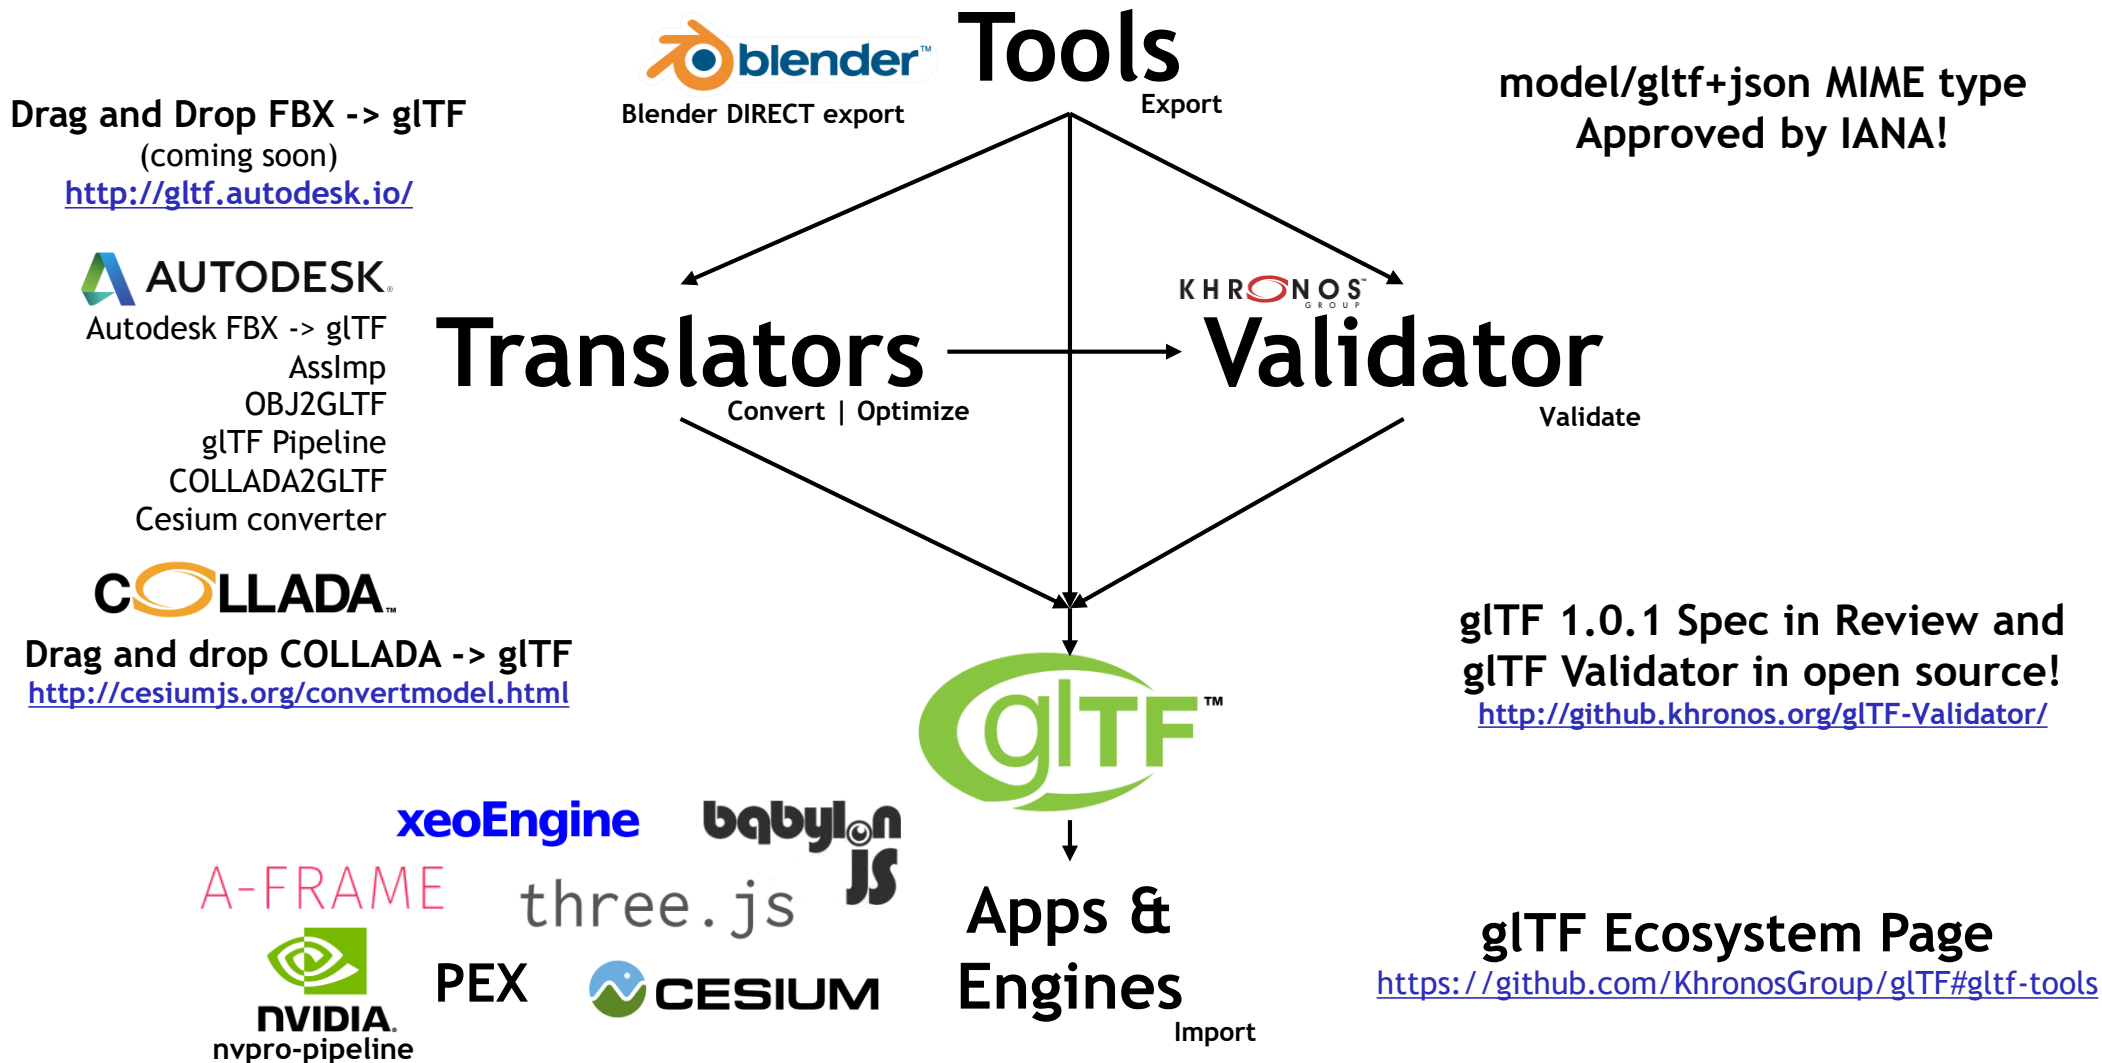 blender™
Tools
Export
Blender DIRECT export
model/gltf+json MIME type
Approved by IANA!
Drag and Drop FBX -> glTF
(coming soon)
http://gltf.autodesk.io/
AUTODESK®
Autodesk FBX -> glTF
AssImp
OBJ2GLTF
glTF Pipeline
COLLADA2GLTF
Cesium converter
Translators
Convert | Optimize
KHRONOS™
GROUP
Validator
Validate
COLLADA™
Drag and drop COLLADA -> glTF
http://cesiumjs.org/convertmodel.html
glTF™
glTF 1.0.1 Spec in Review and
glTF Validator in open source!
http://github.khronos.org/glTF-Validator/
xeoEngine
babylon
JS
A-FRAME
three.js
NVIDIA®
nvpro-pipeline
PEX
CESIUM
Apps &
Engines
Import
glTF Ecosystem Page
https://github.com/KhronosGroup/glTF#gltf-tools